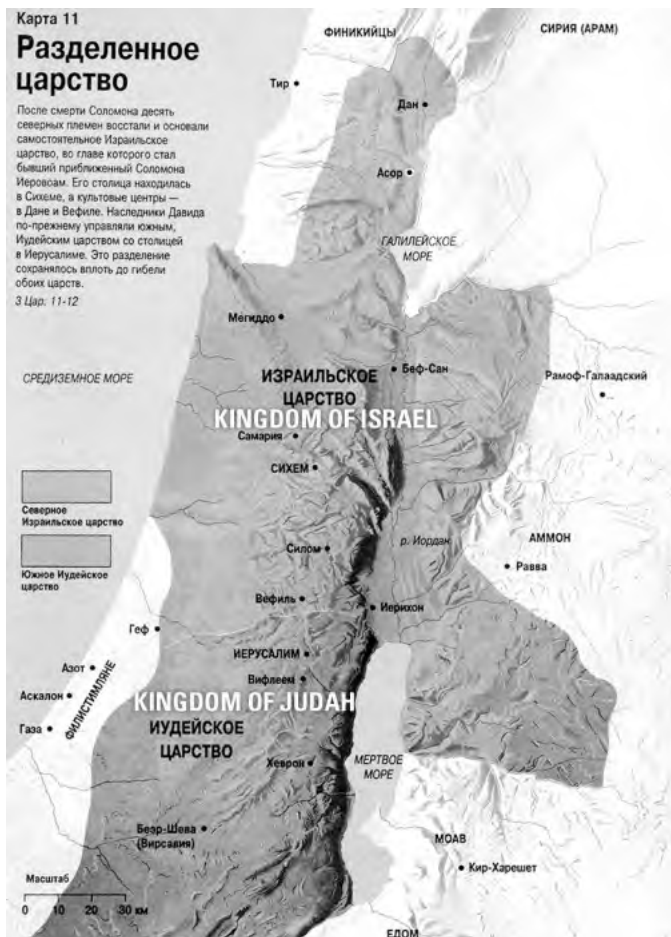 Карта 11
Разделенное
царство
После смерти Соломона десять
северных племен восстали и основали
самостоятельное Израильское
царство, во главе которого стал
бывший приближенный Соломона
Иеровоам. Его столица находилась
в Сихеме, а культовые центры —
в Дане и Вефиле. Наследники Давида
по-прежнему управляли южным,
Иудейским царством со столицей
в Иерусалиме. Это разделение
сохранялось вплоть до гибели
обоих царств.
3 Цар. 11-12
ФИНИКИЙЦЫ
СИРИЯ (АРАМ)
Тир
Дан
Асор
ГАЛИЛЕЙСКОЕ
МОРЕ
Мегиддо
СРЕДИЗЕМНОЕ МОРЕ
ИЗРАИЛЬСКОЕ
ЦАРСТВО
Беф-Сан
Рамоф-Галаадский
KINGDOM OF ISRAEL
Самария
СИХЕМ
Северное
Израильское царство
Южное Иудейское
царство
Силом
р. Иордан
АММОН
Равва
Вефиль
Иерихон
Геф
ИЕРУСАЛИМ
Азот
Вифлеем
Аскалон
ФИЛИСТИМЛЯНЕ
KINGDOM OF JUDAH
Газа
ИУДЕЙСКОЕ
ЦАРСТВО
Хеврон
МЕРТВОЕ
МОРЕ
Беэр-Шева
(Вирсавия)
МОАВ
Кир-Харешет
Масштаб
0 10 20 30 км
ЕДОМ